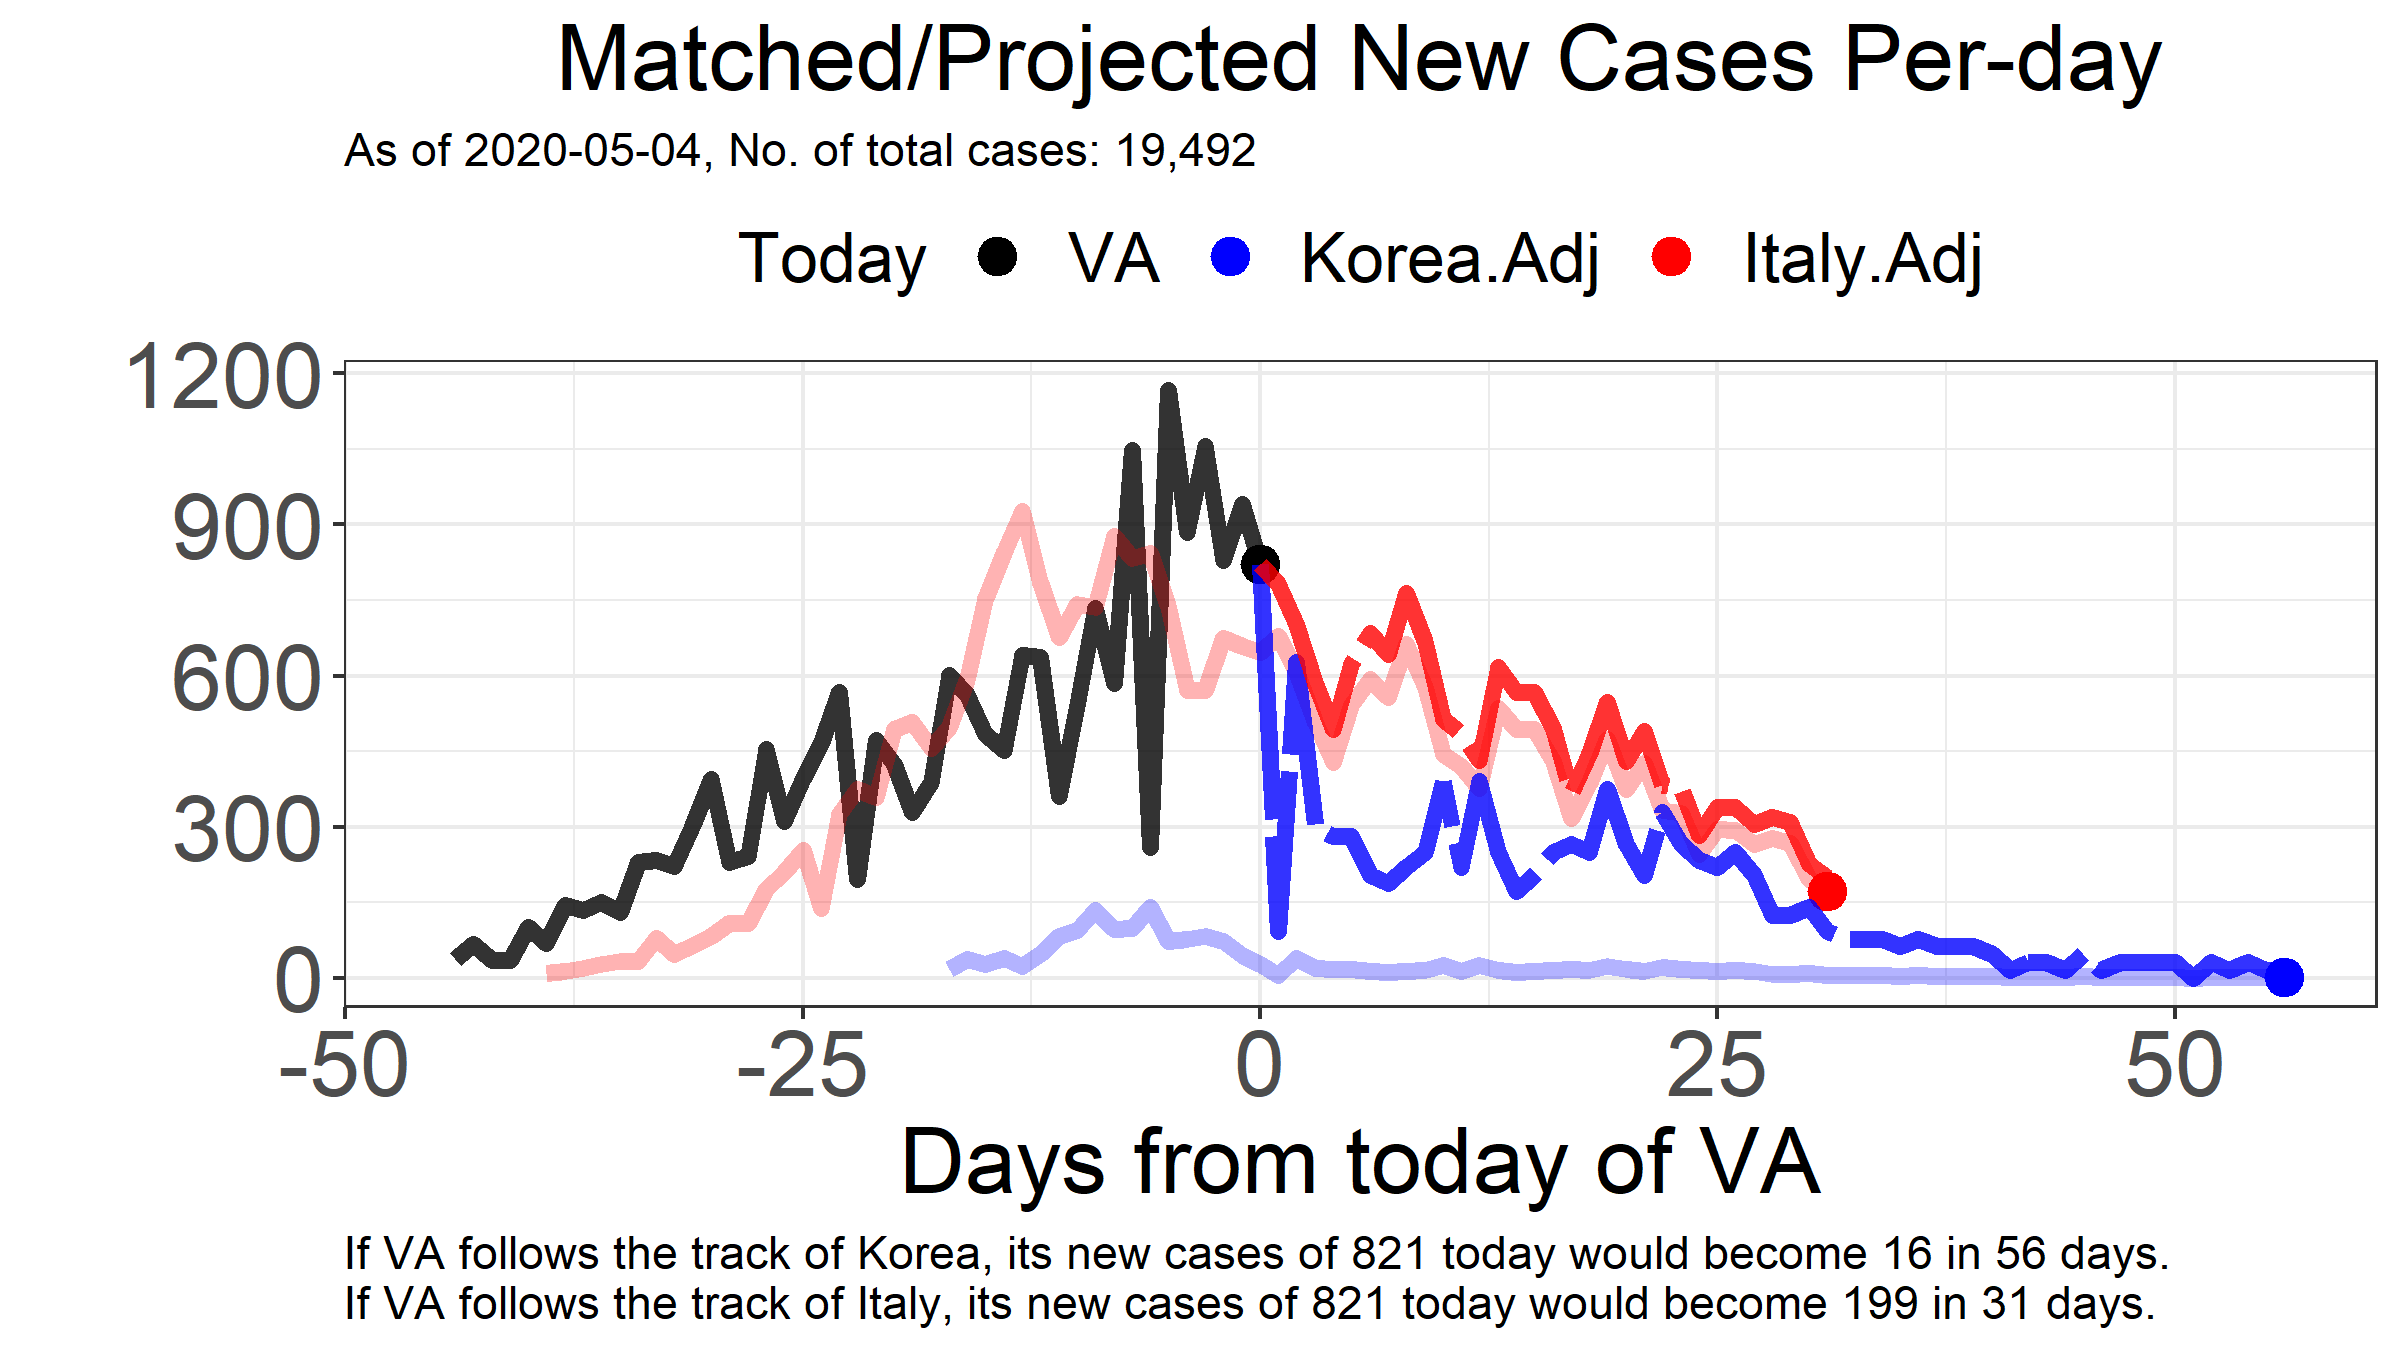 Matched/Projected New Cases Per-day
As of 2020-05-04, No. of total cases: 19,492
Today VA Korea.Adj Italy.Adj
1200
900
600
300
0
-50 -25 0 25 50
Days from today of VA
If VA follows the track of Korea, its new cases of 821 today would become 16 in 56 days.
If VA follows the track of Italy, its new cases of 821 today would become 199 in 31 days.